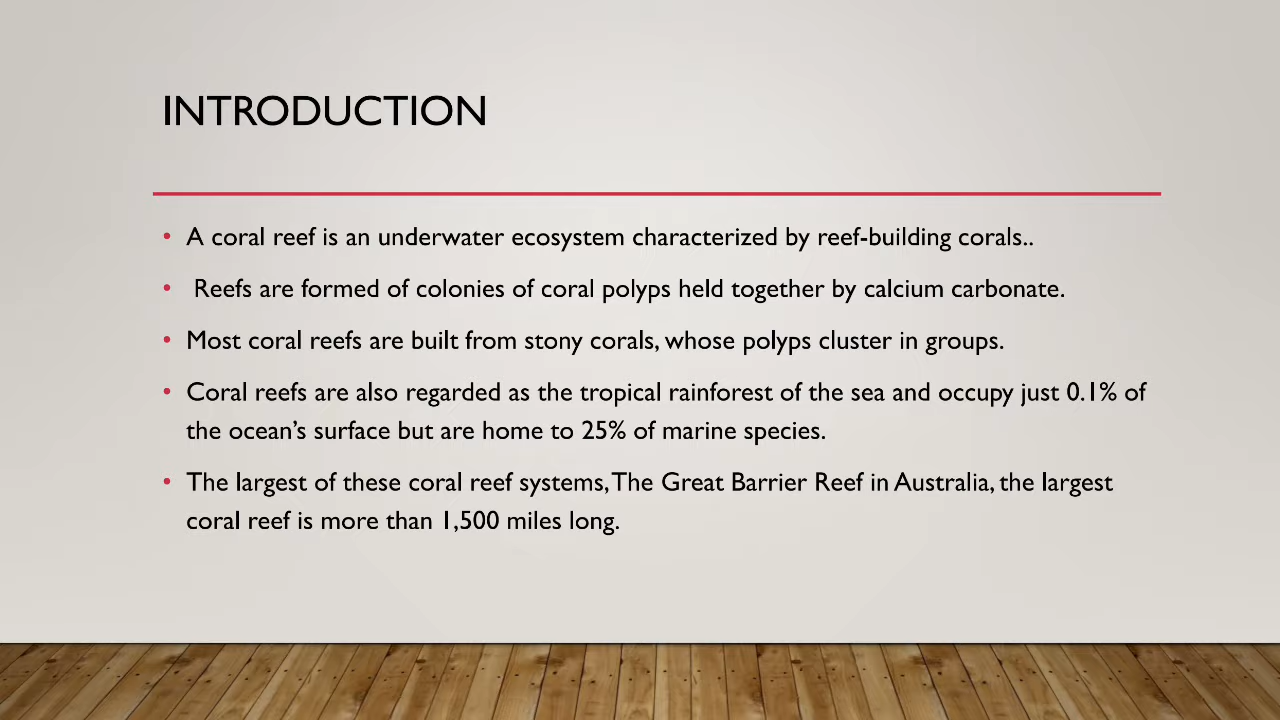 INTRODUCTION
• A coral reef is an underwater ecosystem characterized by reef-building corals..
• Reefs are formed of colonies of coral polyps held together by calcium carbonate.
• Most coral reefs are built from stony corals, whose polyps cluster in groups.
• Coral reefs are also regarded as the tropical rainforest of the sea and occupy just 0.1% of
the ocean’s surface but are home to 25% of marine species.
• The largest of these coral reef systems, The Great Barrier Reef in Australia, the largest
coral reef is more than 1,500 miles long.